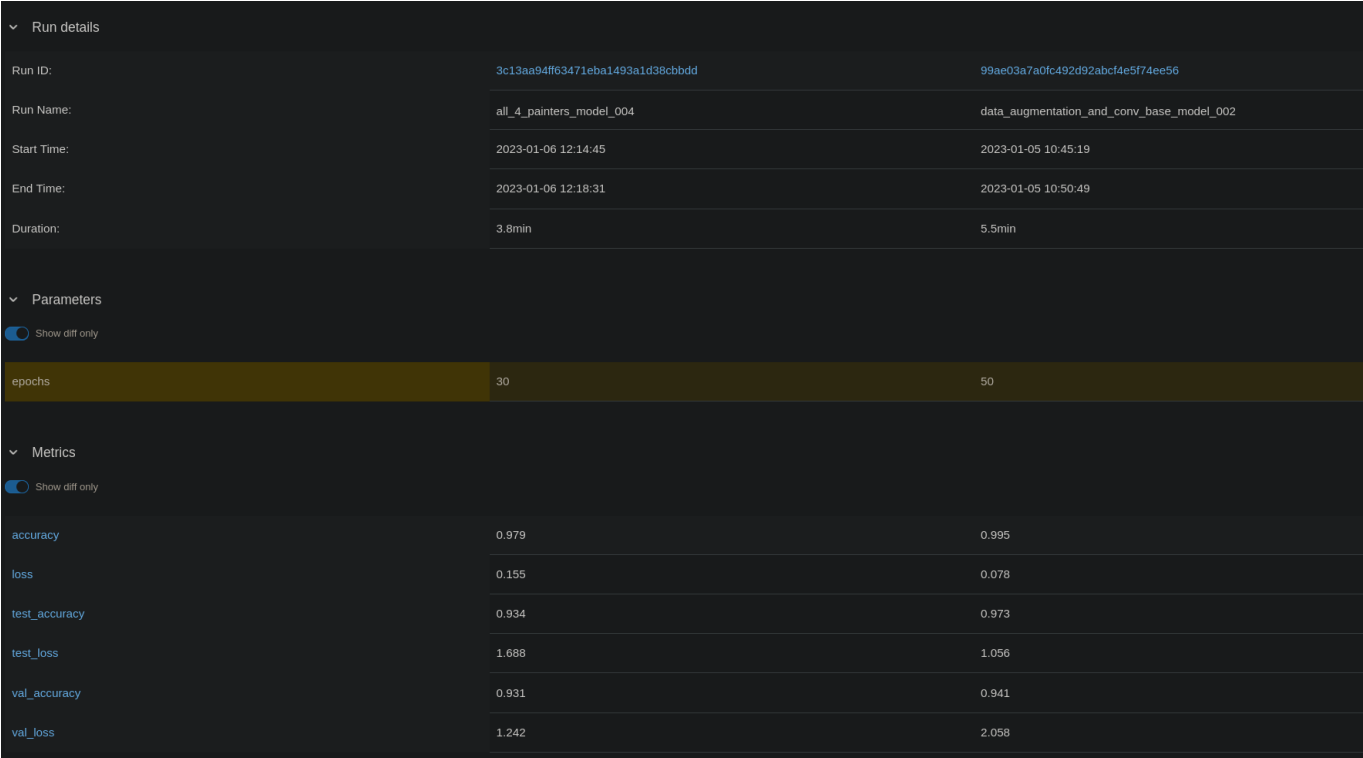 Run details
Run ID: 3c13aa94ff63471eba1493a1d38cbbdd 99ae03a7a0fc492d92abcf4e5f74ee56
Run Name: all_4_painters_model_004 data_augmentation_and_conv_base_model_002
Start Time: 2023-01-06 12:14:45 2023-01-05 10:45:19
End Time: 2023-01-06 12:18:31 2023-01-05 10:50:49
Duration: 3.8min 5.5min
Parameters
Show diff only
epochs 30 50
Metrics
Show diff only
accuracy 0.979 0.995
loss 0.155 0.078
test_accuracy 0.934 0.973
test_loss 1.688 1.056
val_accuracy 0.931 0.941
val_loss 1.242 2.058